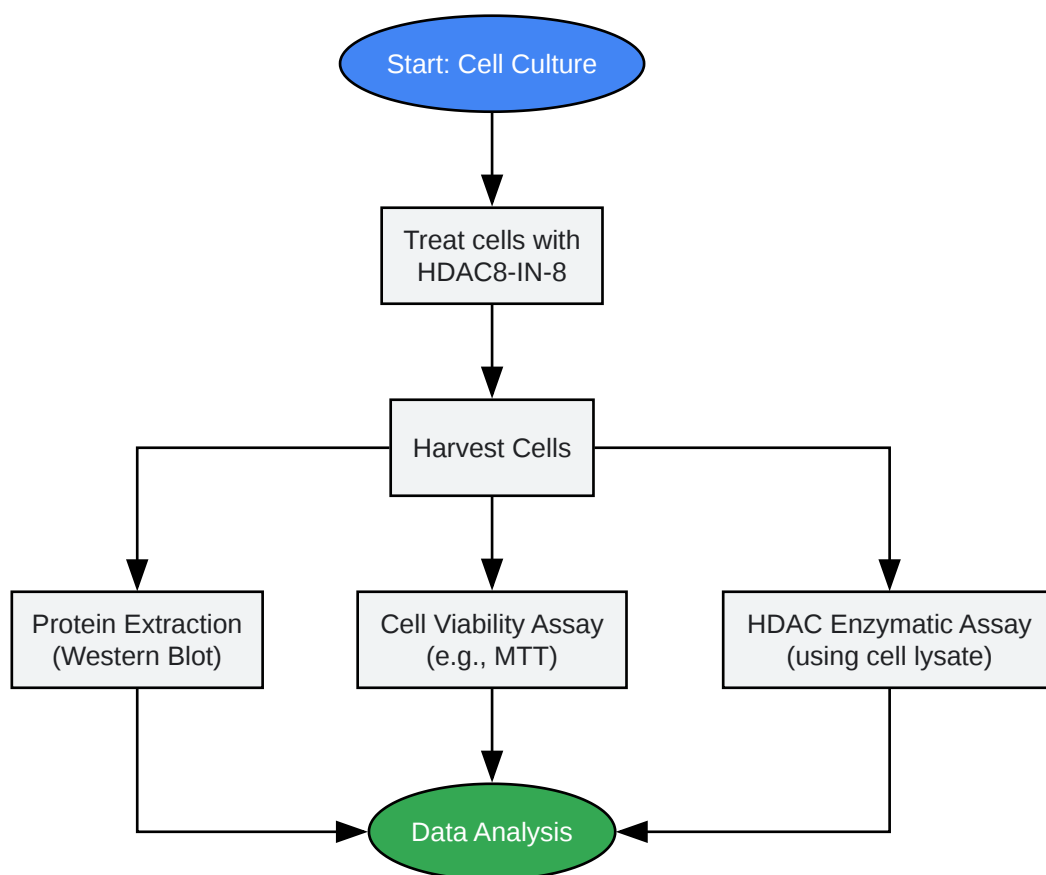 Start: Cell Culture
Treat cells with
HDAC8-IN-8
Harvest Cells
Protein Extraction
(Western Blot)
Cell Viability Assay
(e.g., MTT)
HDAC Enzymatic Assay
(using cell lysate)
Data Analysis